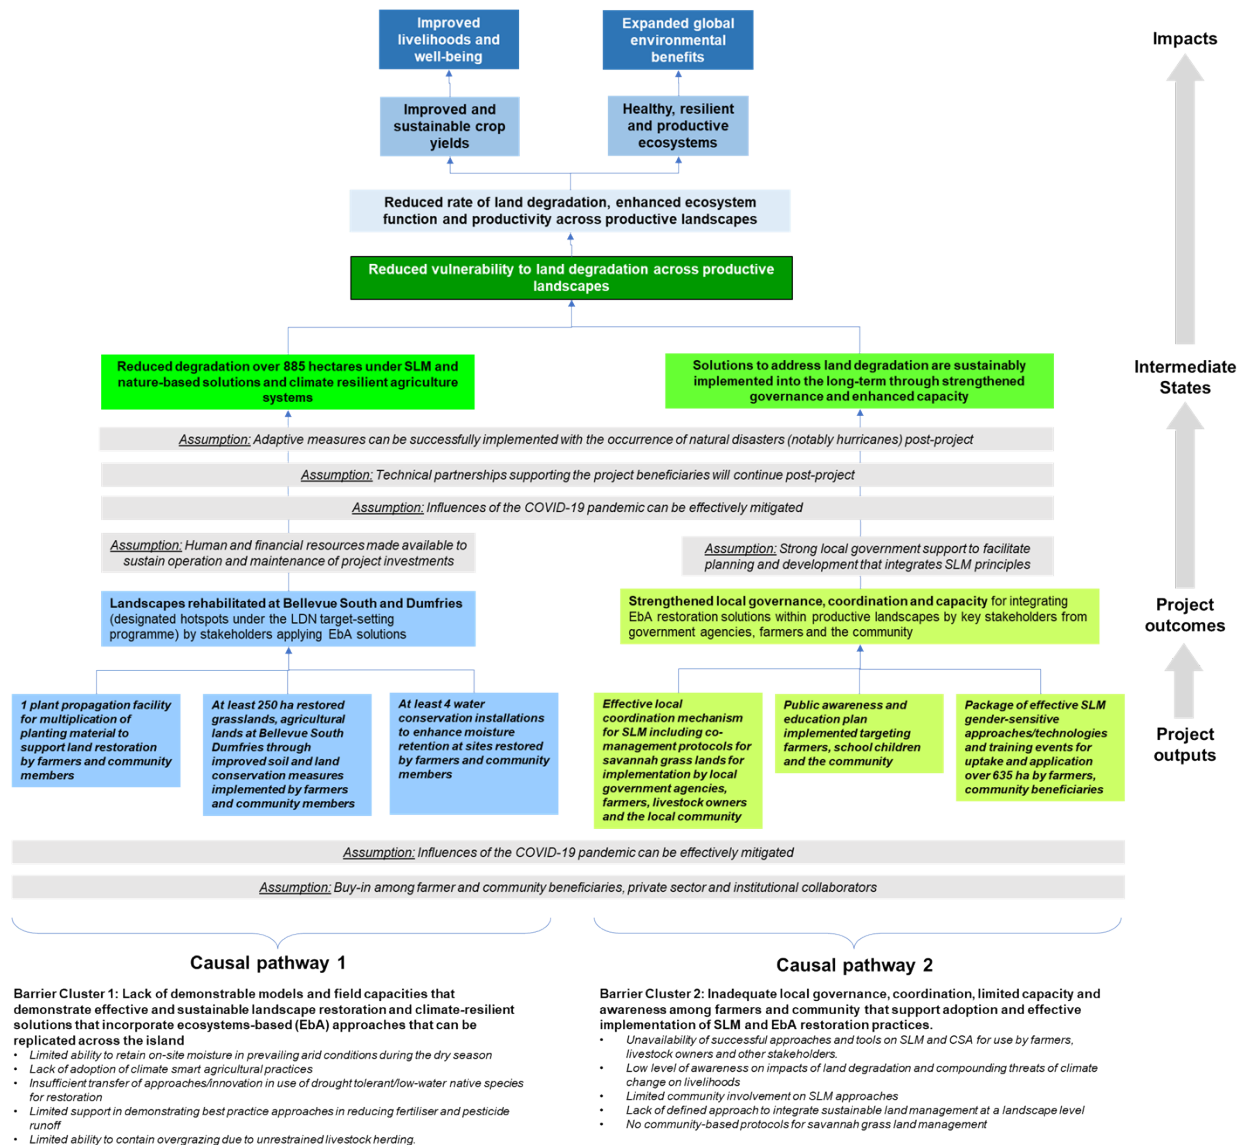 Improved
livelihoods and
well-being
Expanded global
environmental
benefits
Impacts
Improved and
sustainable crop
yields
Healthy, resilient
and productive
ecosystems
Reduced rate of land degradation, enhanced ecosystem
function and productivity across productive landscapes
Reduced vulnerability to land degradation across productive
landscapes
Reduced degradation over 885 hectares under SLM and
nature-based solutions and climate resilient agriculture
systems
Solutions to address land degradation are sustainably
implemented into the long-term through strengthened
governance and enhanced capacity
Intermediate
States
Assumption: Adaptive measures can be successfully implemented with the occurrence of natural disasters (notably hurricanes) post-project
Assumption: Technical partnerships supporting the project beneficiaries will continue post-project
Assumption: Influences of the COVID-19 pandemic can be effectively mitigated
Assumption: Human and financial resources made available to
sustain operation and maintenance of project investments
Assumption: Strong local government support to facilitate
planning and development that integrates SLM principles
Landscapes rehabilitated at Bellevue South and Dumfries
(designated hotspots under the LDN target-setting
programme) by stakeholders applying EbA solutions
Strengthened local governance, coordination and capacity for integrating
EbA restoration solutions within productive landscapes by key stakeholders from
government agencies, farmers and the community
Project
outcomes
1 plant propagation facility
for multiplication of
planting material to
support land restoration
by farmers and community
members
At least 250 ha restored
grasslands, agricultural
lands at Bellevue South
Dumfries through
improved soil and land
conservation measures
implemented by farmers
and community members
At least 4 water
conservation installations
to enhance moisture
retention at sites restored
by farmers and community
members
Effective local
coordination mechanism
for SLM including co-
management protocols for
savannah grass lands for
implementation by local
government agencies,
farmers, livestock owners
and the local community
Public awareness and
education plan
implemented targeting
farmers, school children
and the community
Package of effective SLM
gender-sensitive
approaches/technologies
and training events for
uptake and application
over 635 ha by farmers,
community beneficiaries
Project
outputs
Assumption: Influences of the COVID-19 pandemic can be effectively mitigated
Assumption: Buy-in among farmer and community beneficiaries, private sector and institutional collaborators
Causal pathway 1
Barrier Cluster 1: Lack of demonstrable models and field capacities that
demonstrate effective and sustainable landscape restoration and climate-resilient
solutions that incorporate ecosystems-based (EbA) approaches that can be
replicated across the island
• Limited ability to retain on-site moisture in prevailing arid conditions during the dry season
• Lack of adoption of climate smart agricultural practices
• Insufficient transfer of approaches/innovation in use of drought tolerant/low-water native species
for restoration
• Limited support in demonstrating best practice approaches in reducing fertiliser and pesticide
runoff
• Limited ability to contain overgrazing due to unrestrained livestock herding.
Causal pathway 2
Barrier Cluster 2: Inadequate local governance, coordination, limited capacity and
awareness among farmers and community that support adoption and effective
implementation of SLM and EbA restoration practices.
• Unavailability of successful approaches and tools on SLM and CSA for use by farmers,
livestock owners and other stakeholders.
• Low level of awareness on impacts of land degradation and compounding threats of climate
change on livelihoods
• Limited community involvement on SLM approaches
• Lack of defined approach to integrate sustainable land management at a landscape level
• No community-based protocols for savannah grass land management